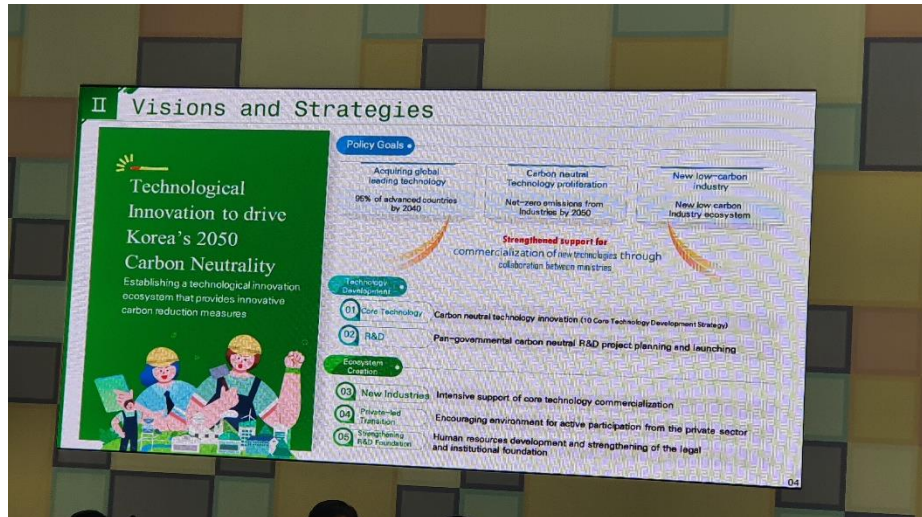 II Visions and Strategies
Technological
Innovation to drive
Korea's 2050
Carbon Neutrality
Establishing a technological innovation
ecosystem that provides innovative
carbon reduction measures
Policy Goals
Acquiring global
leading technology
95% of advanced countries
by 2040
Carbon neutral
Technology proliferation
Net-zero emissions from
Industries by 2050
New low-carbon
industry
New low carbon
Industry ecosystem
Strengthened support for
commercialization of new technologies through
collaboration between ministries
Technology
Development
01 Core Technology Carbon neutral technology innovation (10 Core Technology Development Strategy)
02 R&D Pan-governmental carbon neutral R&D project planning and launching
Ecosystem
Creation
03 New Industries Intensive support of core technology commercialization
04 Private-led
Transition
Encouraging environment for active participation from the private sector
05 Strengthening
R&D Foundation
Human resources development and strengthening of the legal
and institutional foundation
04